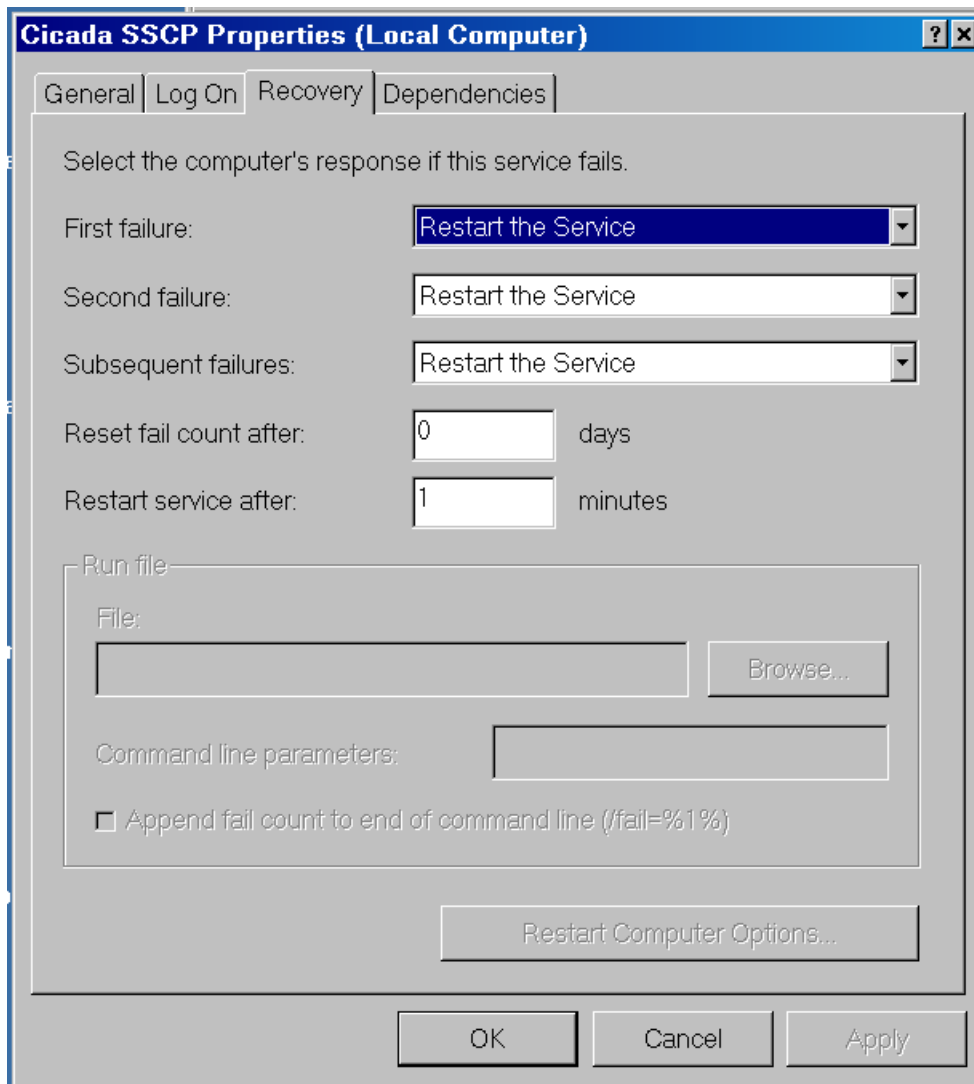 Cicada SSCP Properties (Local Computer)
General Log On Recovery Dependencies
Select the computer's response if this service fails.
First failure: Restart the Service
Second failure: Restart the Service
Subsequent failures: Restart the Service
Reset fail count after: 0 days
Restart service after: 1 minutes
Run file
File:
Browse...
Command line parameters:
Append fail count to end of command line (/fail=%1%)
Restart Computer Options...
OK Cancel Apply